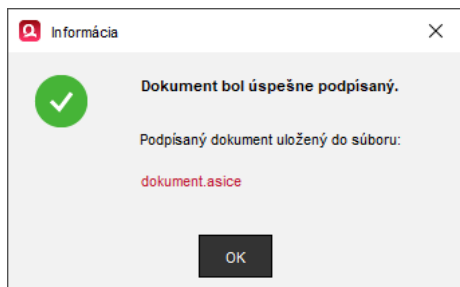 Informácia
Dokument bol úspešne podpísaný.
Podpísaný dokument uložený do súboru:
dokument.asice
OK